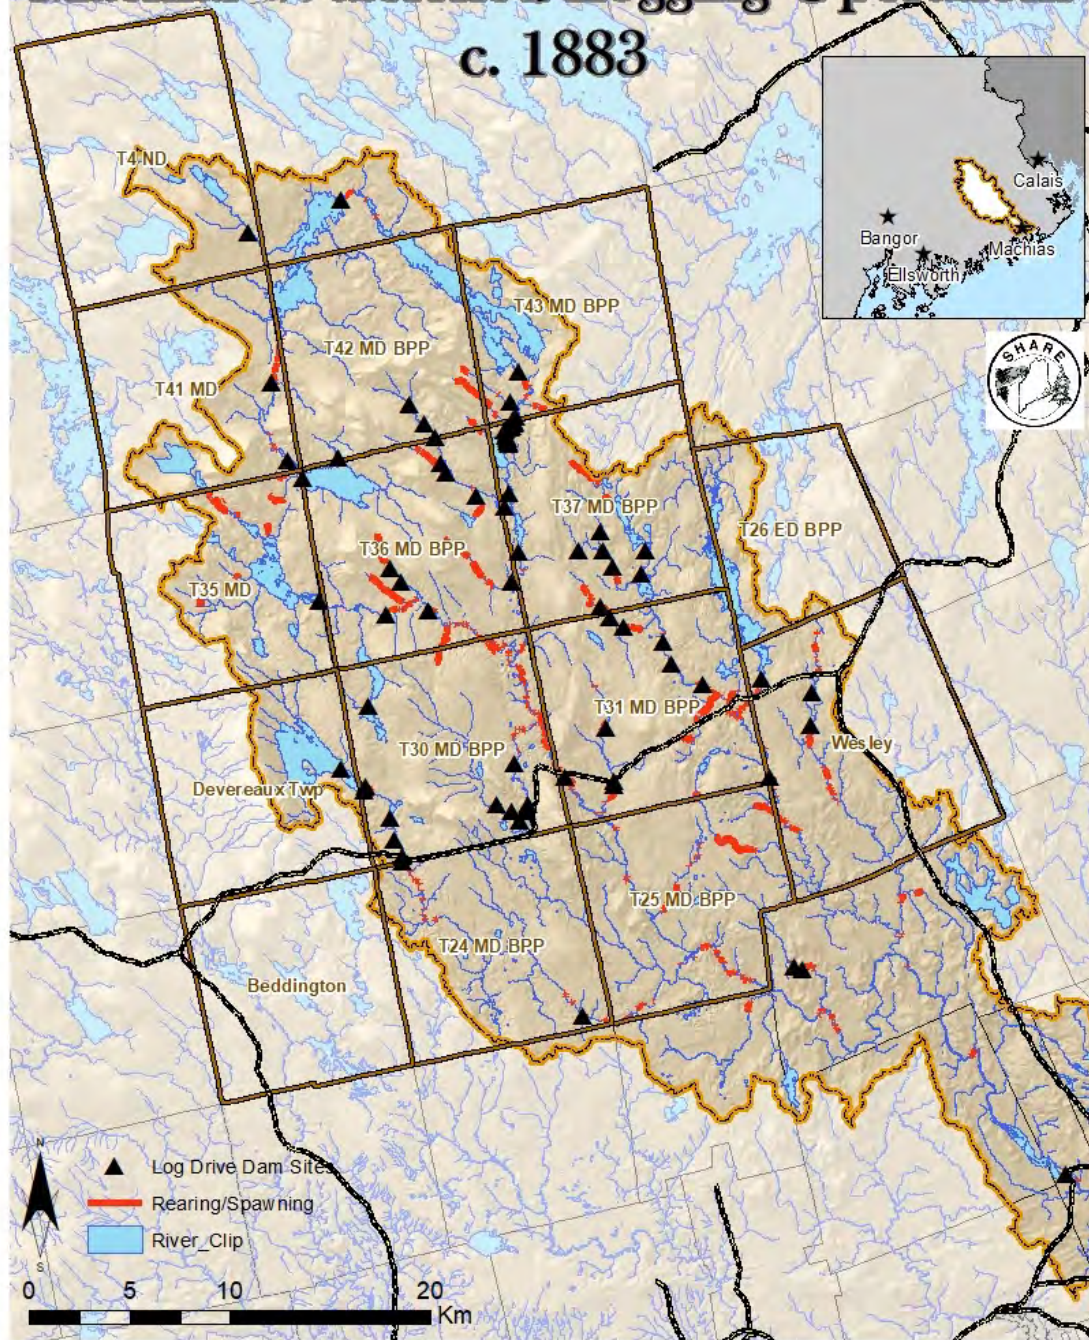 c. 1883
Calais
Bangor
Machias
Ellsworth
SHARE
T4 ND
T43 MD BPP
T42 MD BPP
T41 MD
T37 MD BPP
T26 ED BPP
T36 MD BPP
T35 MD
T31 MD BPP
T30 MD BPP
Wesley
Devereaux Twp
T25 MD BPP
T24 MD BPP
Beddington
N
S
Log Drive Dam Sites
Rearing/Spawning
River_Clip
0 5 10 20
Km